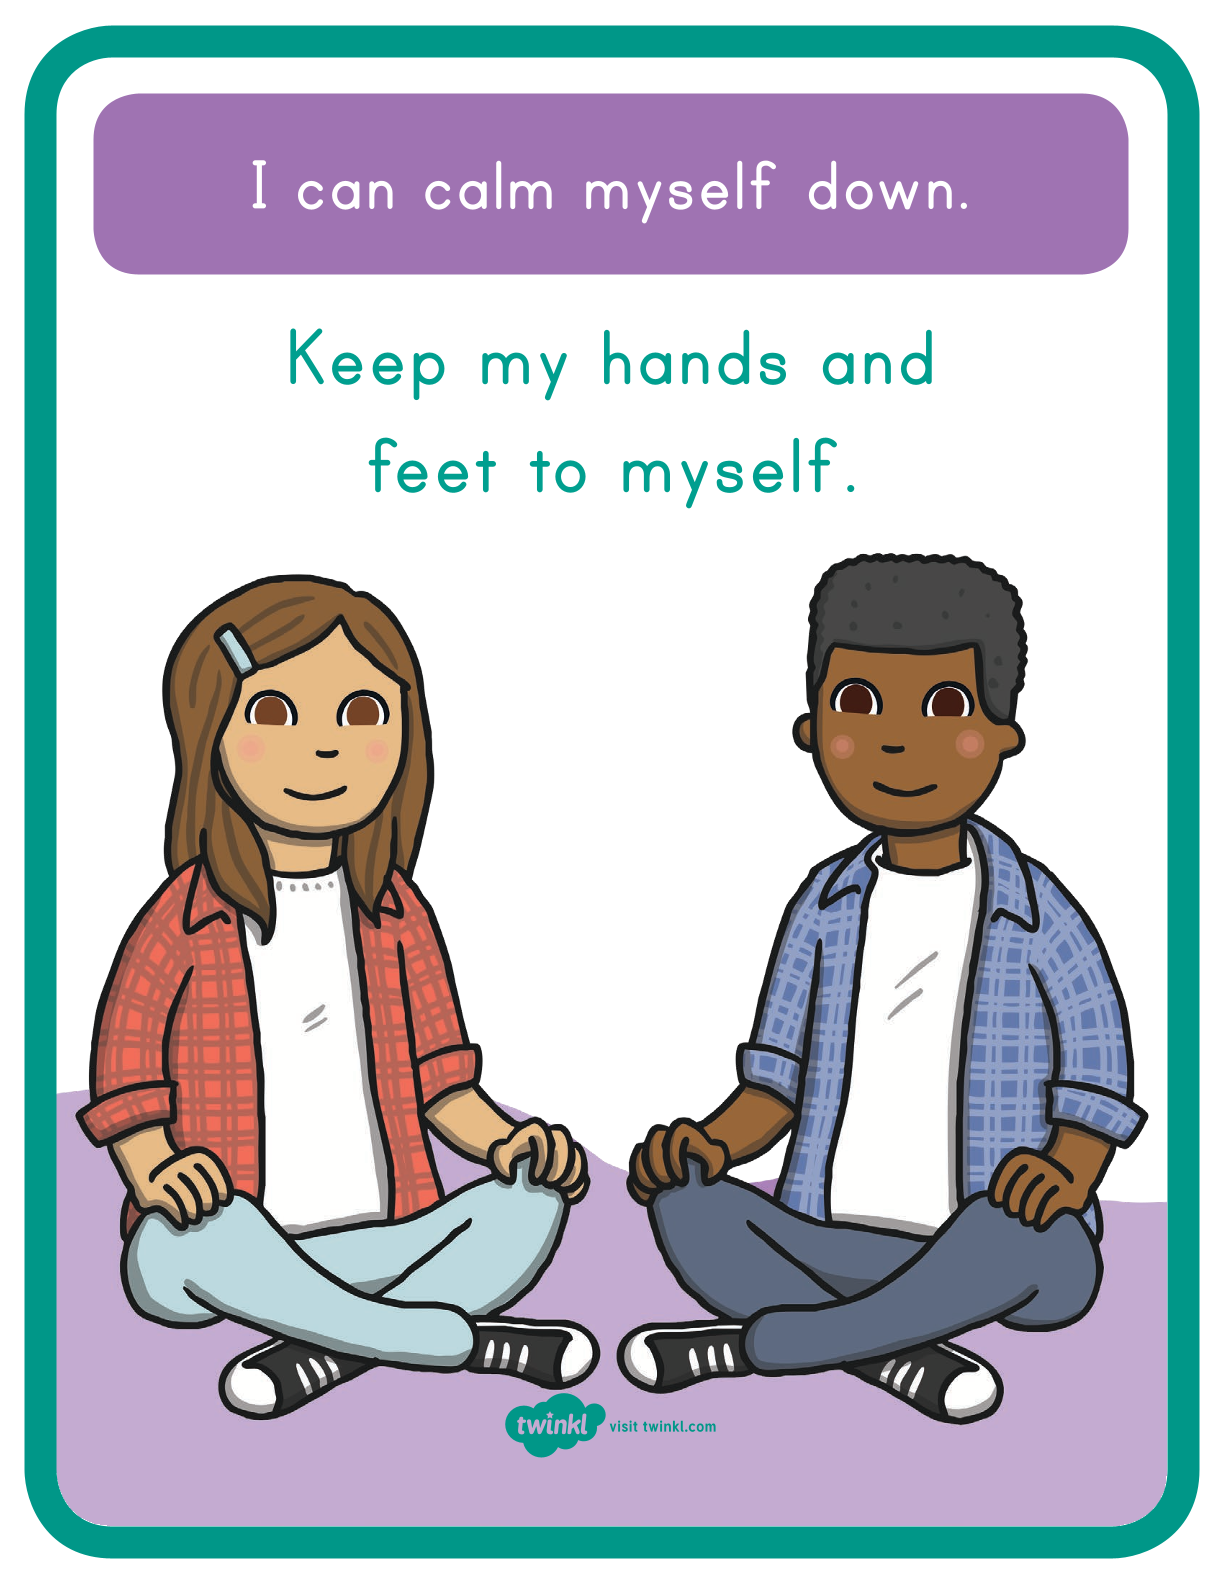 I can calm myself down.
Keep my hands and
feet to myself.
twinkl visit twinkl.com